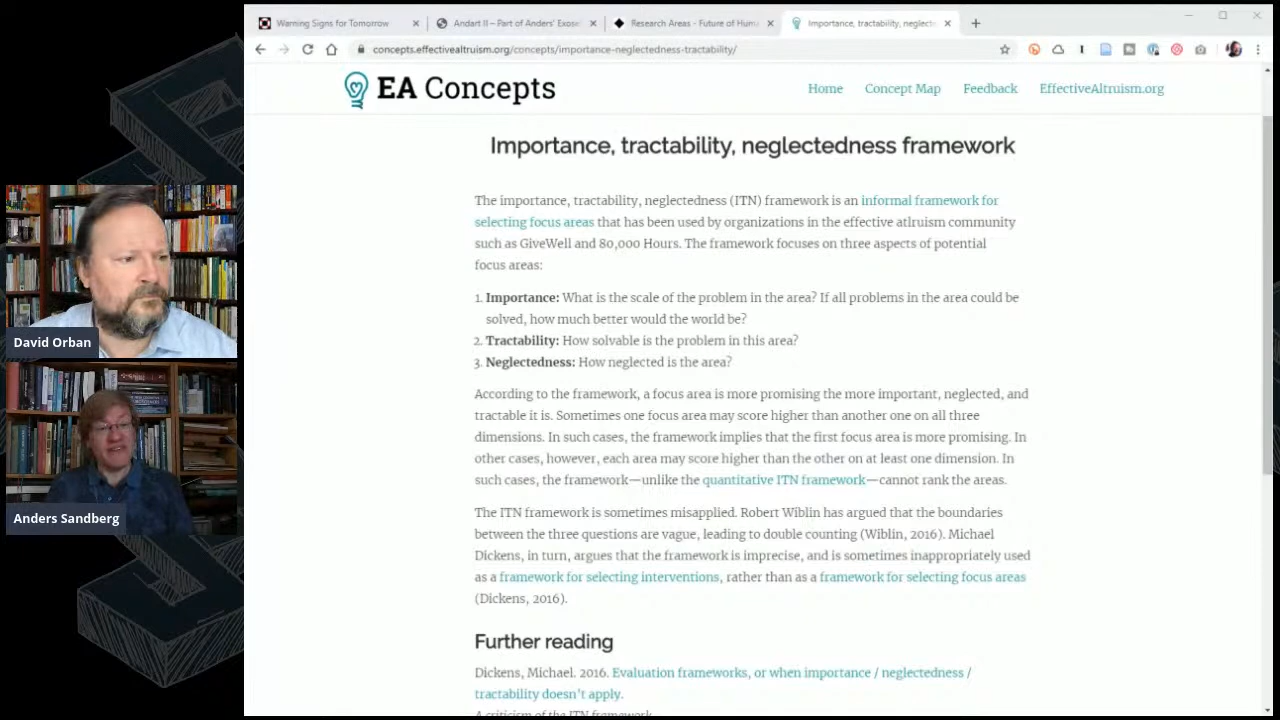 Warning Signs for Tomorrow
Andart II – Part of Anders' Exose
Research Areas - Future of Hum
Importance, tractability, neglect
concepts.effectivealtruism.org/concepts/importance-neglectedness-tractability/
EA Concepts
Home
Concept Map
Feedback
EffectiveAltruism.org
Importance, tractability, neglectedness framework
The importance, tractability, neglectedness (ITN) framework is an informal framework for
selecting focus areas that has been used by organizations in the effective atlruism community
such as GiveWell and 80,000 Hours. The framework focuses on three aspects of potential
focus areas:
1. Importance: What is the scale of the problem in the area? If all problems in the area could be
solved, how much better would the world be?
2. Tractability: How solvable is the problem in this area?
3. Neglectedness: How neglected is the area?
According to the framework, a focus area is more promising the more important, neglected, and
tractable it is. Sometimes one focus area may score higher than another one on all three
dimensions. In such cases, the framework implies that the first focus area is more promising. In
other cases, however, each area may score higher than the other on at least one dimension. In
such cases, the framework—unlike the quantitative ITN framework—cannot rank the areas.
The ITN framework is sometimes misapplied. Robert Wiblin has argued that the boundaries
between the three questions are vague, leading to double counting (Wiblin, 2016). Michael
Dickens, in turn, argues that the framework is imprecise, and is sometimes inappropriately used
as a framework for selecting interventions, rather than as a framework for selecting focus areas
(Dickens, 2016).
Further reading
Dickens, Michael. 2016. Evaluation frameworks, or when importance / neglectedness /
tractability doesn't apply.
A criticism of the ITN framework.
David Orban
Anders Sandberg